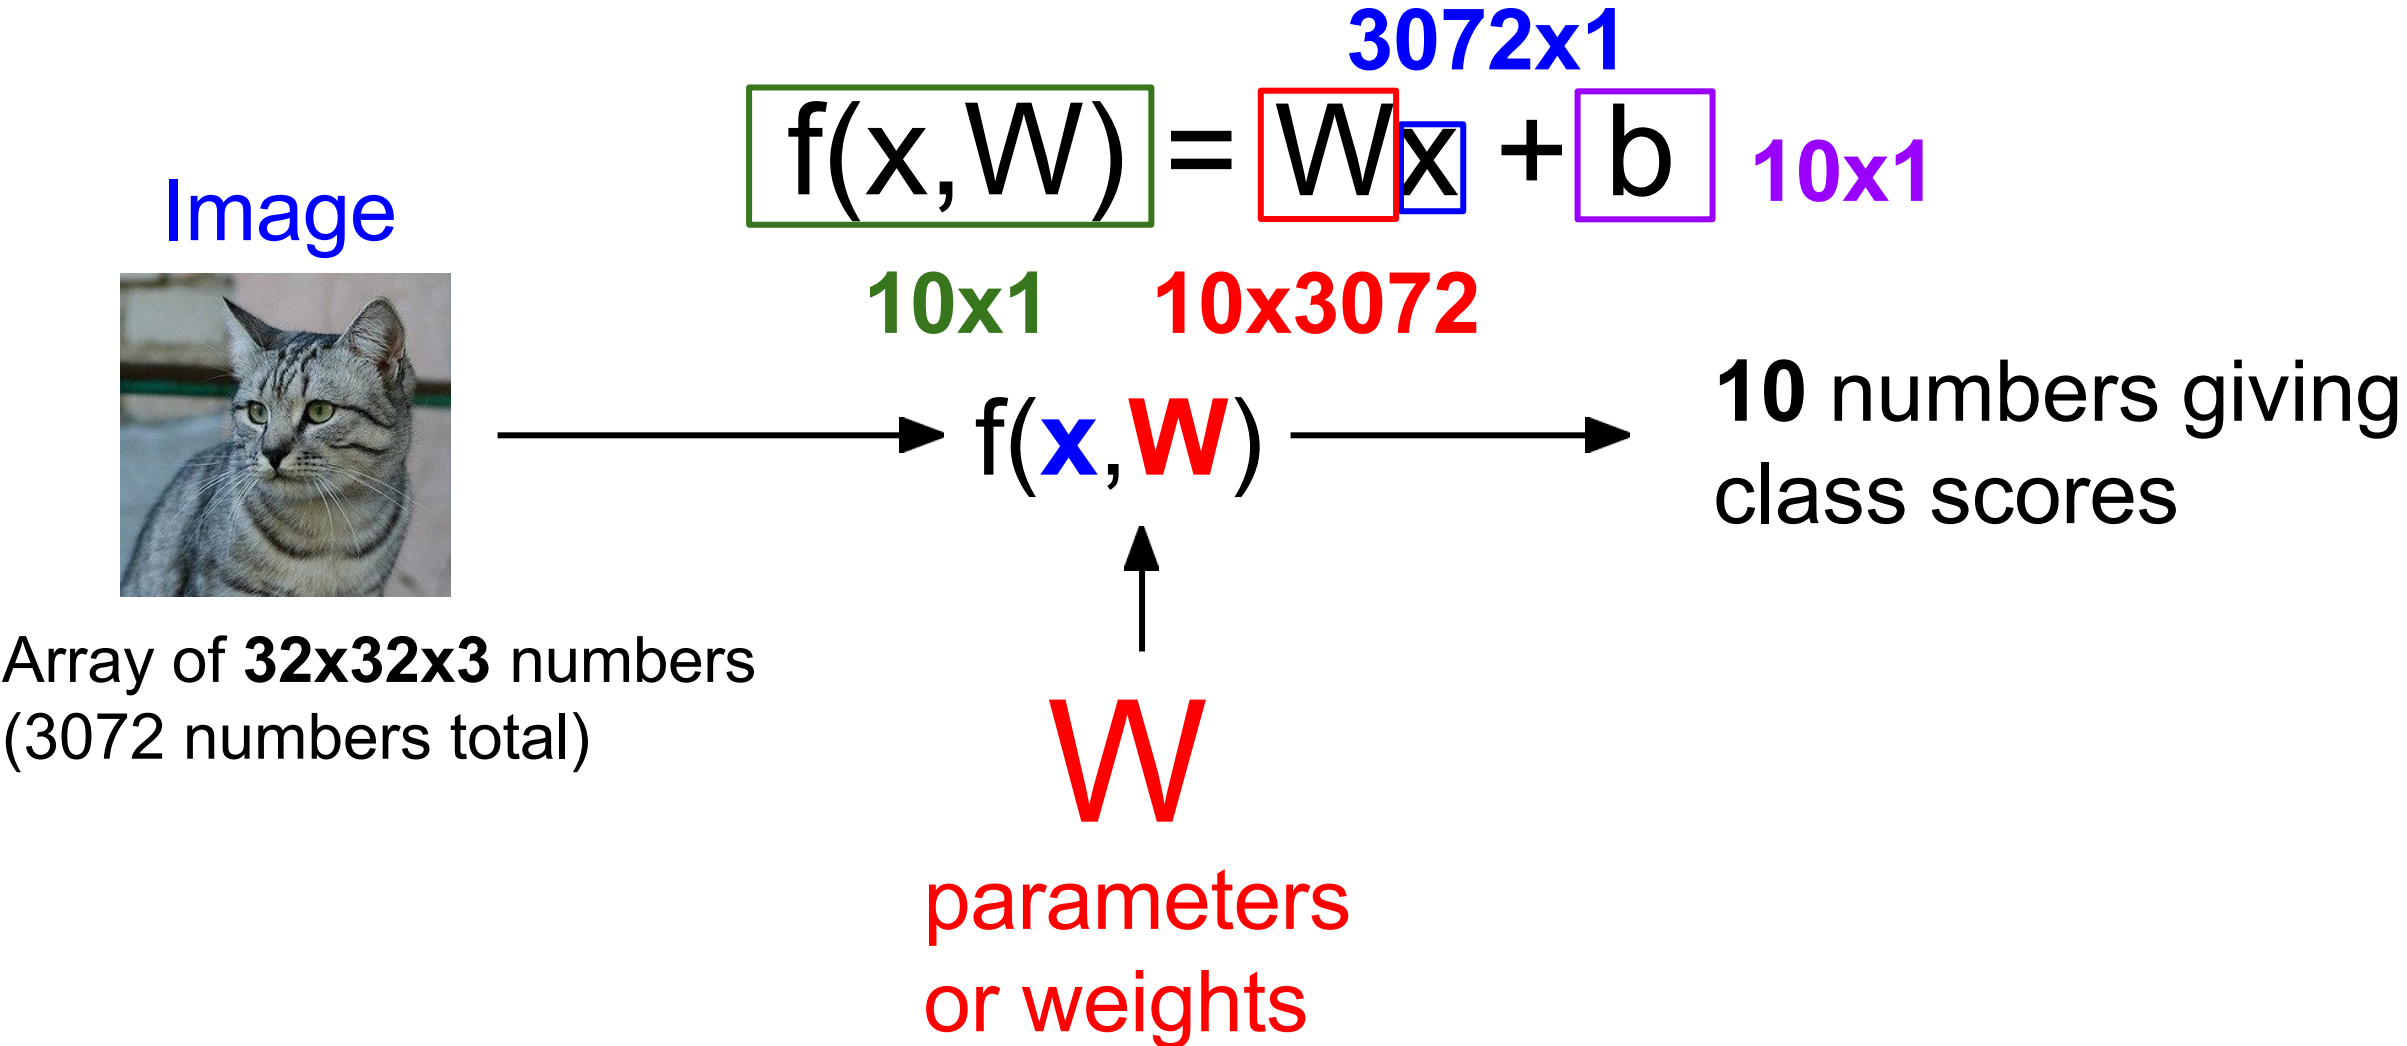 3072x1
f(x,W) = Wx + b 10x1
Image
10x1 10x3072
f(x,W)
10 numbers giving
class scores
Array of 32x32x3 numbers
(3072 numbers total)
W
parameters
or weights